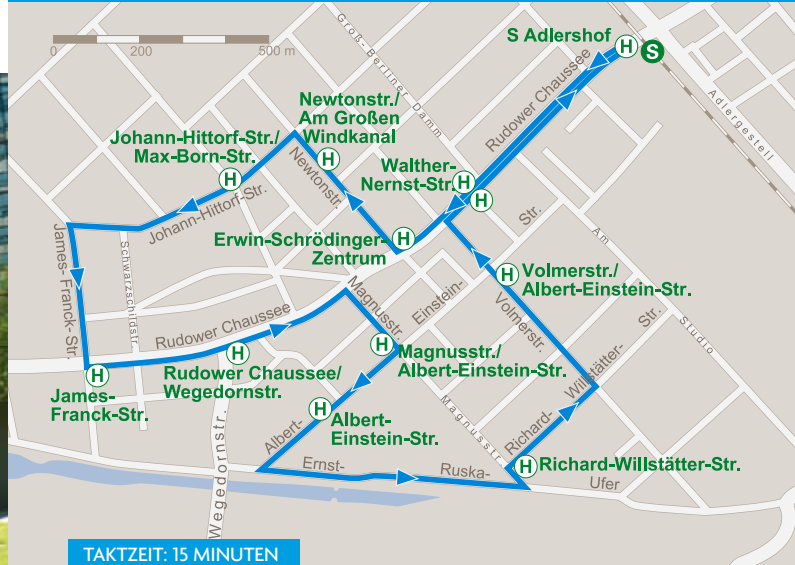 0 200 500 m
S Adlershof
H
S
Rudower Chaussee
Groß-Berliner Damm
Adlergestell
Newtonstr./
Am Großen
Windkanal
H
Newtonstr.
Johann-Hittorf-Str./
Max-Born-Str.
H
Johann-Hittorf-Str.
Walther-
Nernst-Str.
H
H
Erwin-Schrödinger-
Zentrum
H
Am
Studio
Volmerstr./
Albert-Einstein-Str.
H
Volmerstr.
Einstein-
Str.
James-Franck-Str.
Schwarzschildstr.
Rudower Chaussee
Magnusstr.
H
Magnusstr./
Albert-Einstein-Str.
H
James-
Franck-Str.
H
Rudower Chaussee/
Wegedornstr.
Wegedornstr.
H
Albert-
Einstein-Str.
Albert-
Magnusstr.
Richard-
Willstätter-
Str.
H
Richard-Willstätter-Str.
Ernst-
Ruska-
Ufer
TAKTZEIT: 15 MINUTEN